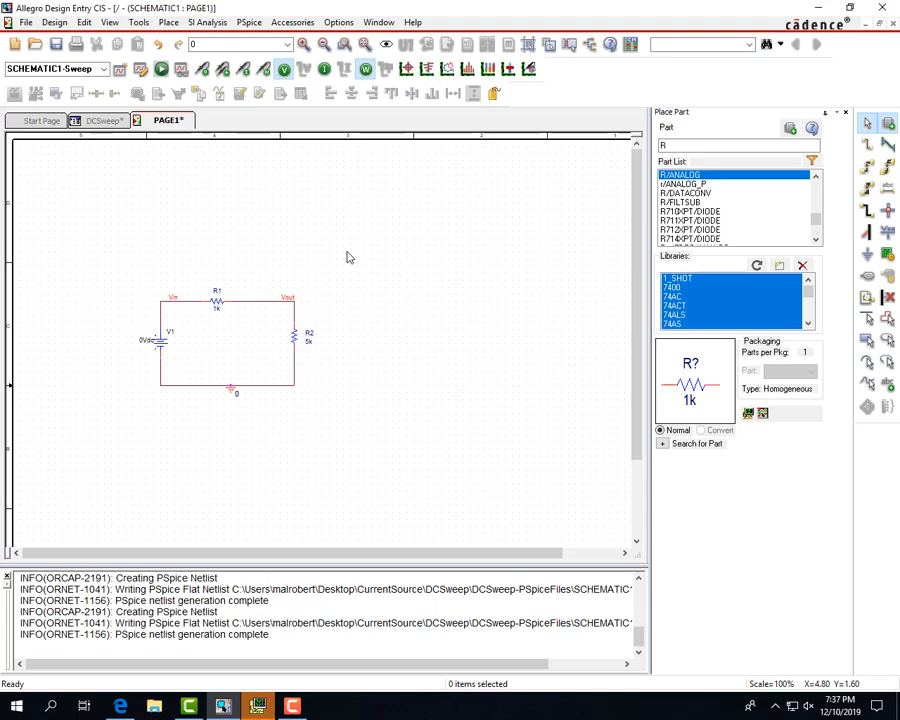 Allegro Design Entry CIS - [/ - (SCHEMATIC1 : PAGE1)]
File Design Edit View Tools Place SI Analysis PSpice Accessories Options Window Help
cādence®
0
SCHEMATIC1-Sweep
Start Page DCSweep* PAGE1*
5 4 3 2 1
D
C
B
Vin R1 Vout
1k
V1
0Vdc
R2
5k
0
Place Part
Part
R
Part List:
R/ANALOG
r/ANALOG_P
R/DATACONV
R/FILTSUB
R710XPT/DIODE
R711XPT/DIODE
R712XPT/DIODE
R714XPT/DIODE
Libraries:
1_SHOT
7400
74AC
74ACT
74ALS
74AS
R?
1k
Packaging
Parts per Pkg: 1
Part:
Type: Homogeneous
Normal Convert
+ Search for Part
INFO(ORCAP-2191): Creating PSpice Netlist
INFO(ORNET-1041): Writing PSpice Flat Netlist C:\Users\malrobert\Desktop\CurrentSource\DCSweep\DCSweep-PSpiceFiles\SCHEMATIC1
INFO(ORNET-1156): PSpice netlist generation complete
INFO(ORCAP-2191): Creating PSpice Netlist
INFO(ORNET-1041): Writing PSpice Flat Netlist C:\Users\malrobert\Desktop\CurrentSource\DCSweep\DCSweep-PSpiceFiles\SCHEMATIC1
INFO(ORNET-1156): PSpice netlist generation complete
Ready 0 items selected Scale=100% X=4.80 Y=1.60
7:37 PM
12/10/2019